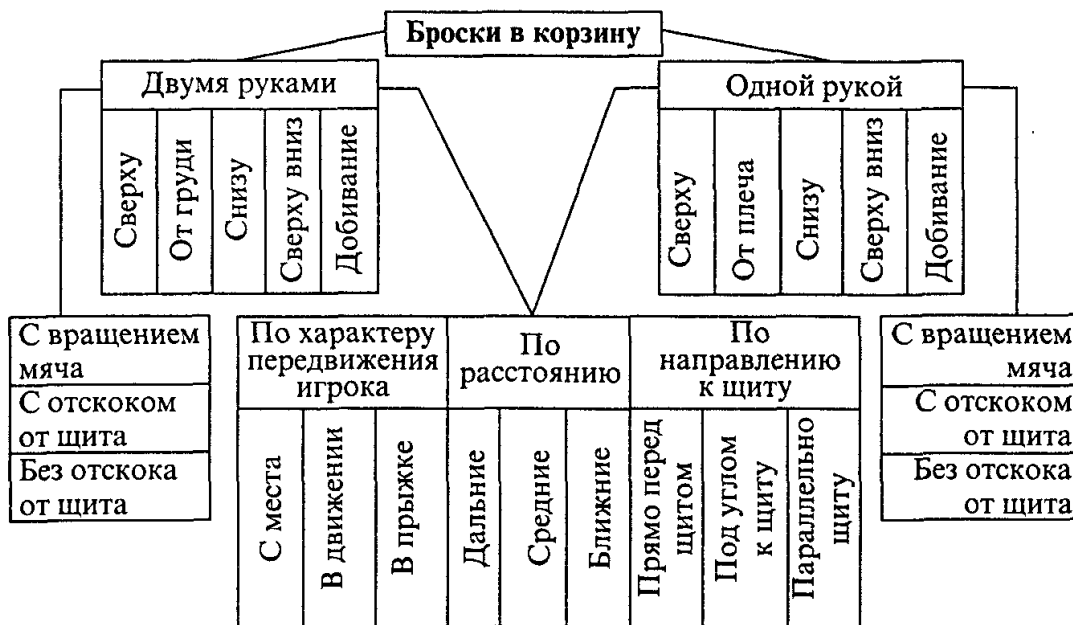 Броски в корзину
Двумя руками
Сверху
От груди
Снизу
Сверху вниз
Добивание
Одной рукой
Сверху
От плеча
Снизу
Сверху вниз
Добивание
С вращением
мяча
С отскоком
от щита
Без отскока
от щита
По характеру
передвижения
игрока
С места
В движении
В прыжке
По
расстоянию
Дальние
Средние
Ближние
По
направлению
к щиту
Прямо перед
щитом
Под углом
к щиту
Параллельно
щиту
С вращением
мяча
С отскоком
от щита
Без отскока
от щита